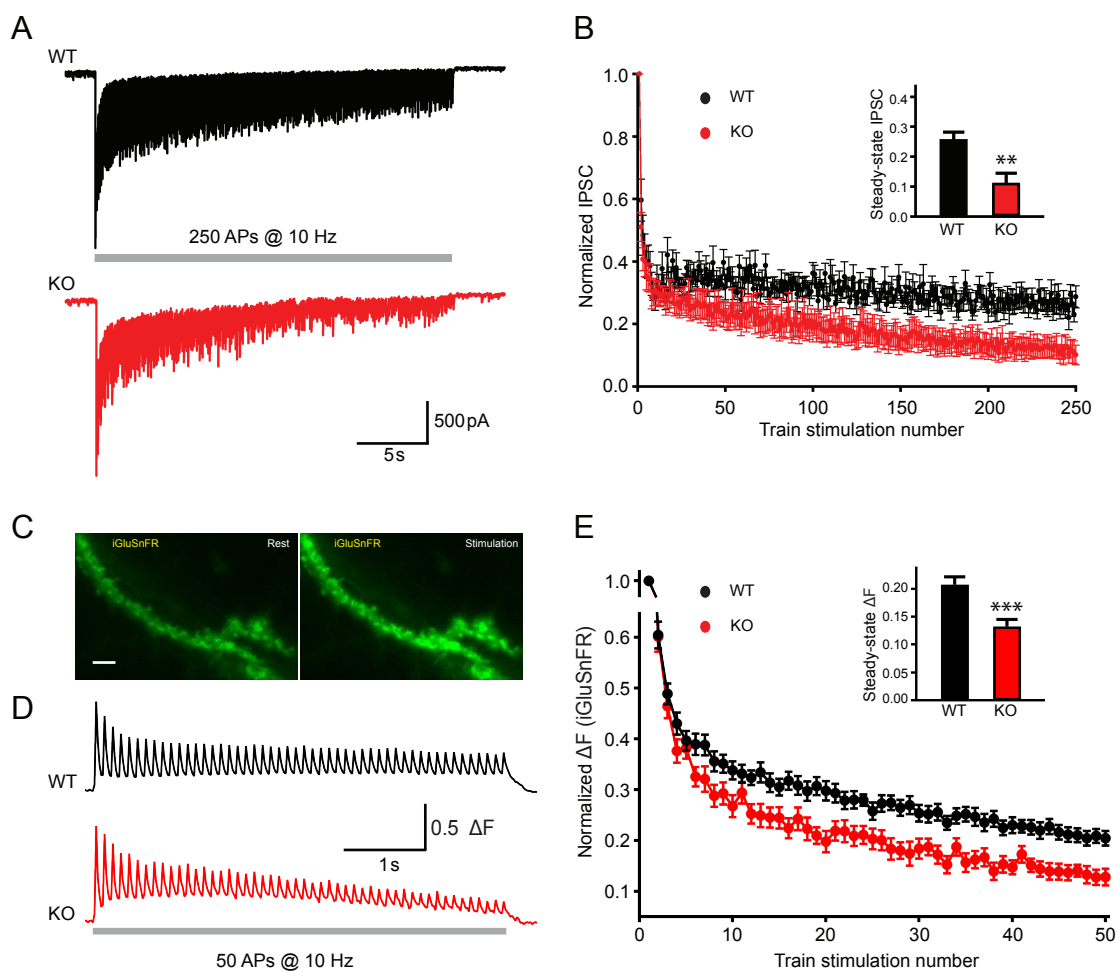 A
WT
250 APs @ 10 Hz
KO
500 pA
5 s
B
1.0
0.8
0.6
0.4
0.2
0.0
Normalized IPSC
WT
KO
0.4
0.3
0.1
0.0
Steady-state IPSC
**
WT
KO
0
50
100
150
200
250
Train stimulation number
C
iGluSnFR
Rest
iGluSnFR
Stimulation
D
WT
0.5 ΔF
1 s
KO
50 APs @ 10 Hz
E
1.0
0.6
0.5
0.4
0.3
0.2
0.1
Normalized ΔF (iGluSnFR)
WT
KO
0.20
0.15
0.10
0.05
0.00
Steady-state ΔF
***
WT
KO
0
10
20
30
40
50
Train stimulation number